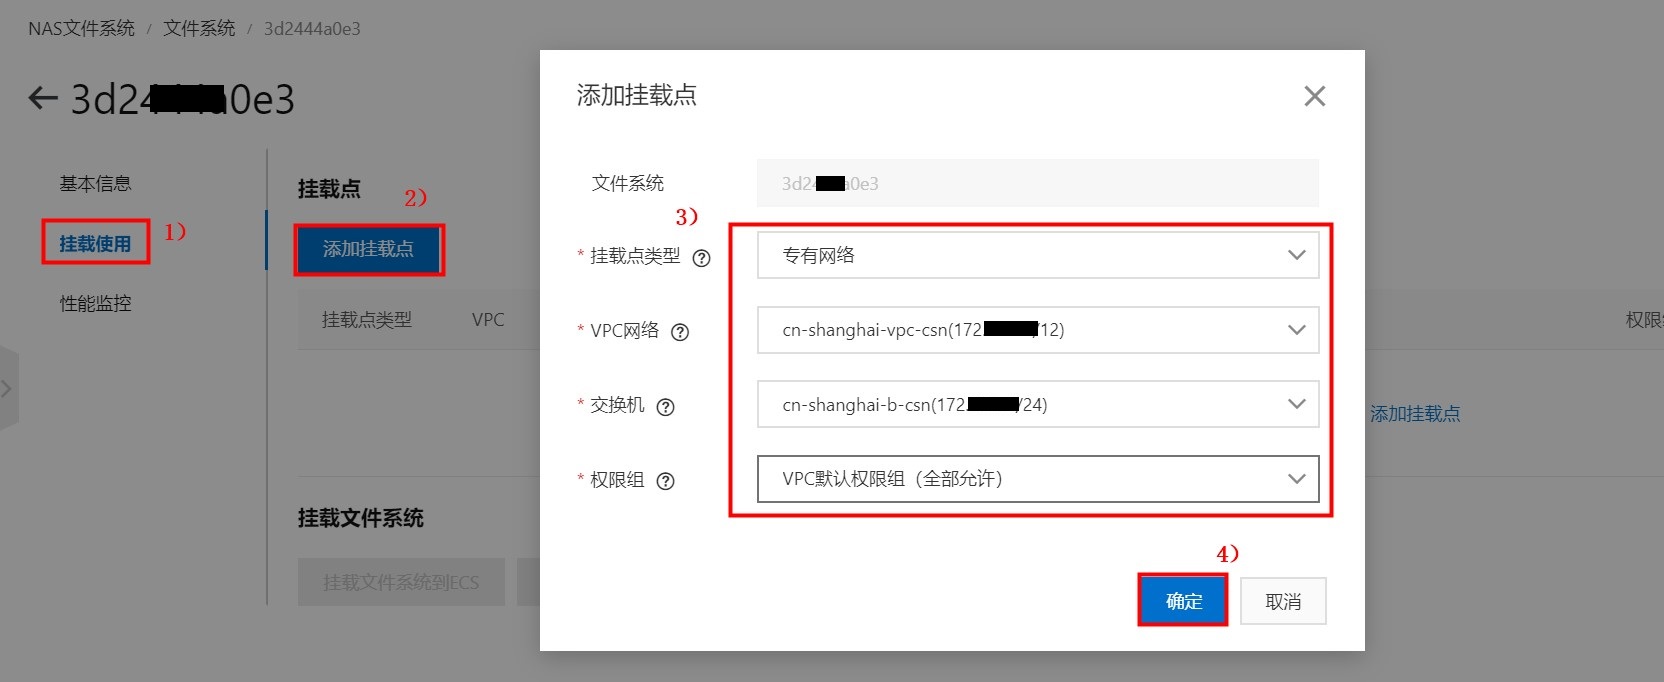 NAS文件系统 / 文件系统 / 3d2444a0e3
3d24 0e3
基本信息
挂载使用
1）
性能监控
挂载点
2）
添加挂载点
挂载点类型
VPC
权限
添加挂载点
挂载文件系统
挂载文件系统到ECS
添加挂载点
文件系统
3d2 a0e3
3）
* 挂载点类型
专有网络
* VPC网络
cn-shanghai-vpc-csn(172. /12)
* 交换机
cn-shanghai-b-csn(172. /24)
* 权限组
VPC默认权限组（全部允许）
4）
确定
取消